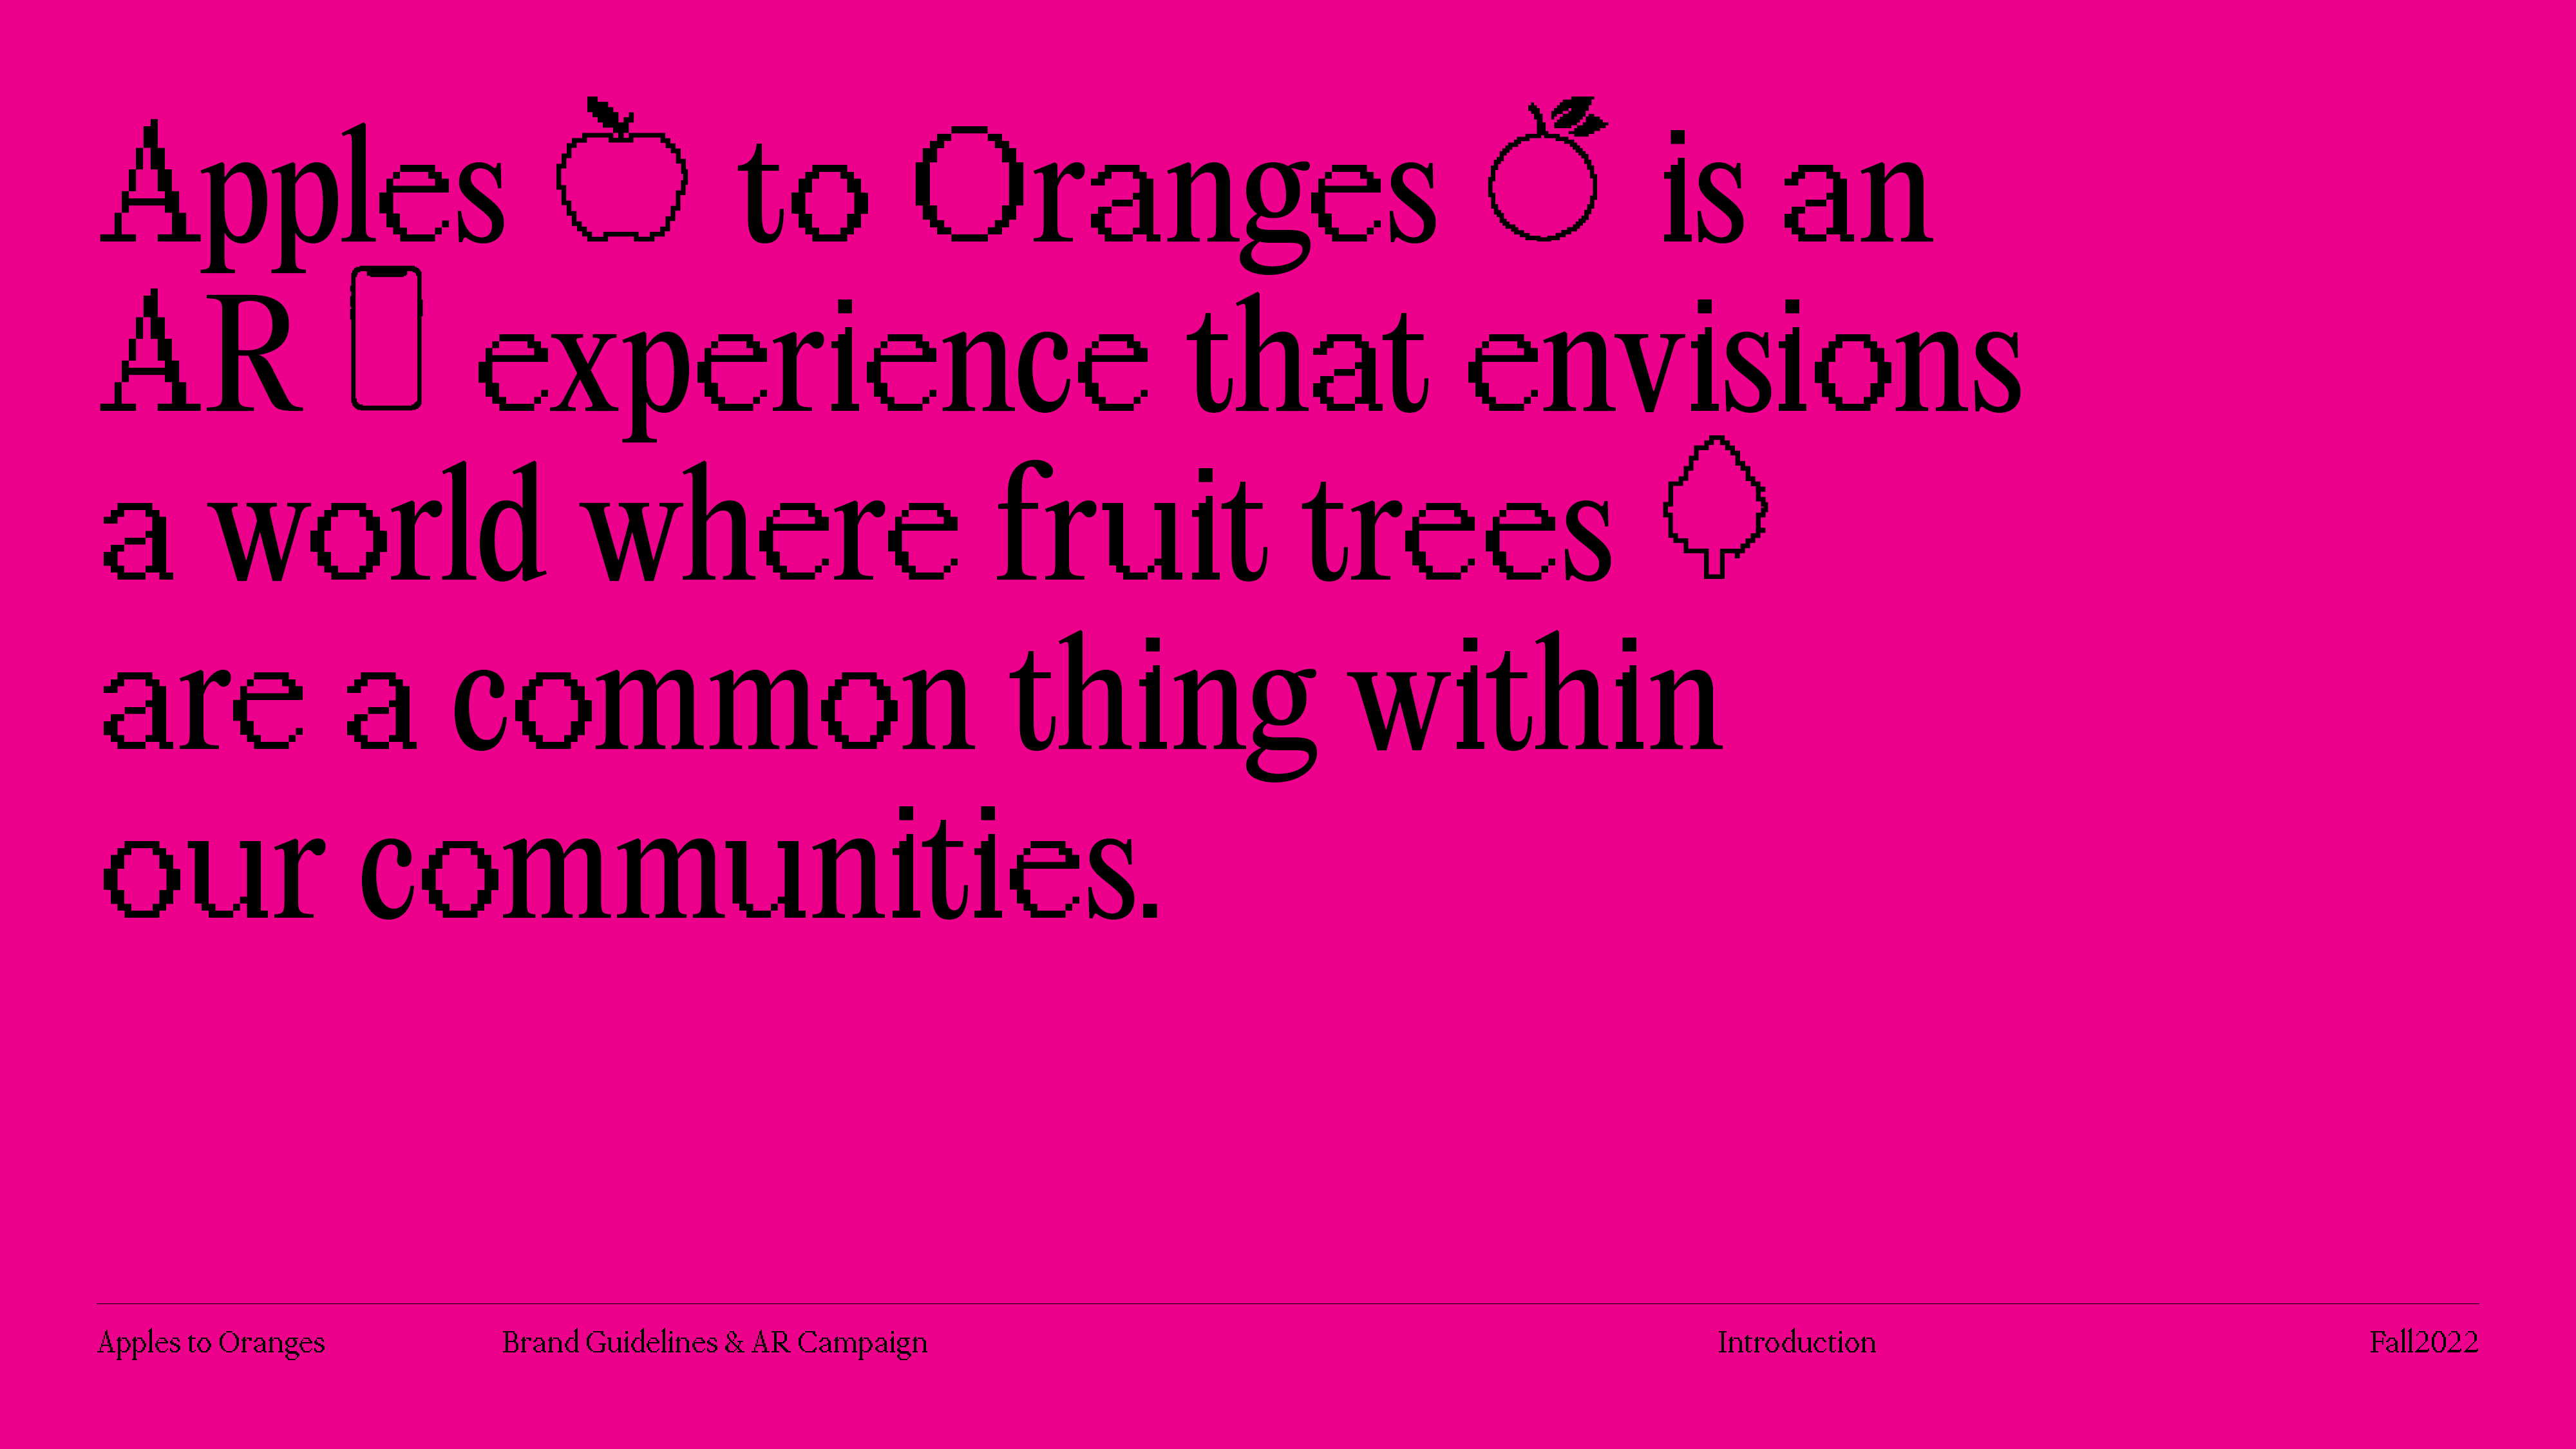 Apples to Oranges is an
AR experience that envisions
a world where fruit trees
are a common thing within
our communities.
Apples to Oranges
Brand Guidelines & AR Campaign
Introduction
Fall2022